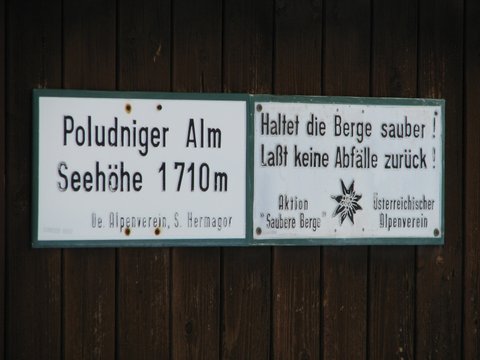 Poludniger Alm
Seehöhe 1710m
Oe. Alpenverein, S. Hermagor
Haltet die Berge sauber !
Laßt keine Abfälle zurück !
Aktion
"Saubere Berge"
Österreichischer
Alpenverein